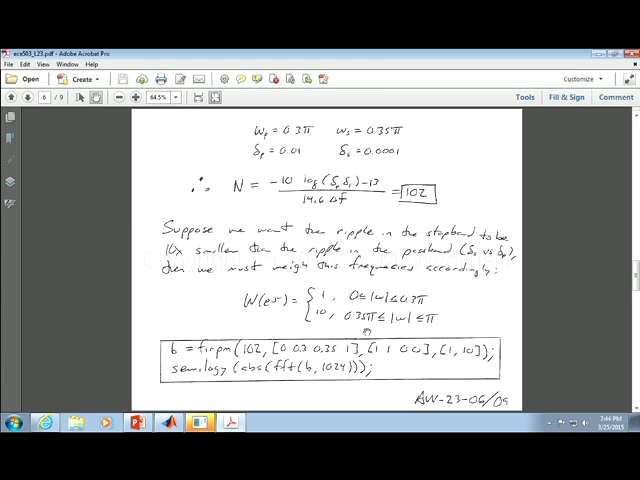 ece503_L23.pdf - Adobe Acrobat Pro
File Edit View Window Help
Open Create Customize
6 / 9 64.5% Tools Fill & Sign Comment
ωp = 0.3π ωs = 0.35π
δp = 0.01 δs = 0.0001
∴ N = (-10 log(δp δs) - 13) / (14.6 Δf) = 102
Suppose we want the ripple in the stopband to be
10x smaller than the ripple in the passband (δs vs δp),
then we must weigh this frequencies accordingly:
W(e^jω) = { 1, 0 ≤ |ω| ≤ 0.3π
10, 0.35π ≤ |ω| ≤ π
b = firpm(102, [0 0.3 0.35 1], [1 1 0 0], [1, 10]);
semilogy(abs(fft(b, 1024)));
AW-23-06/09
7:44 PM
3/25/2015